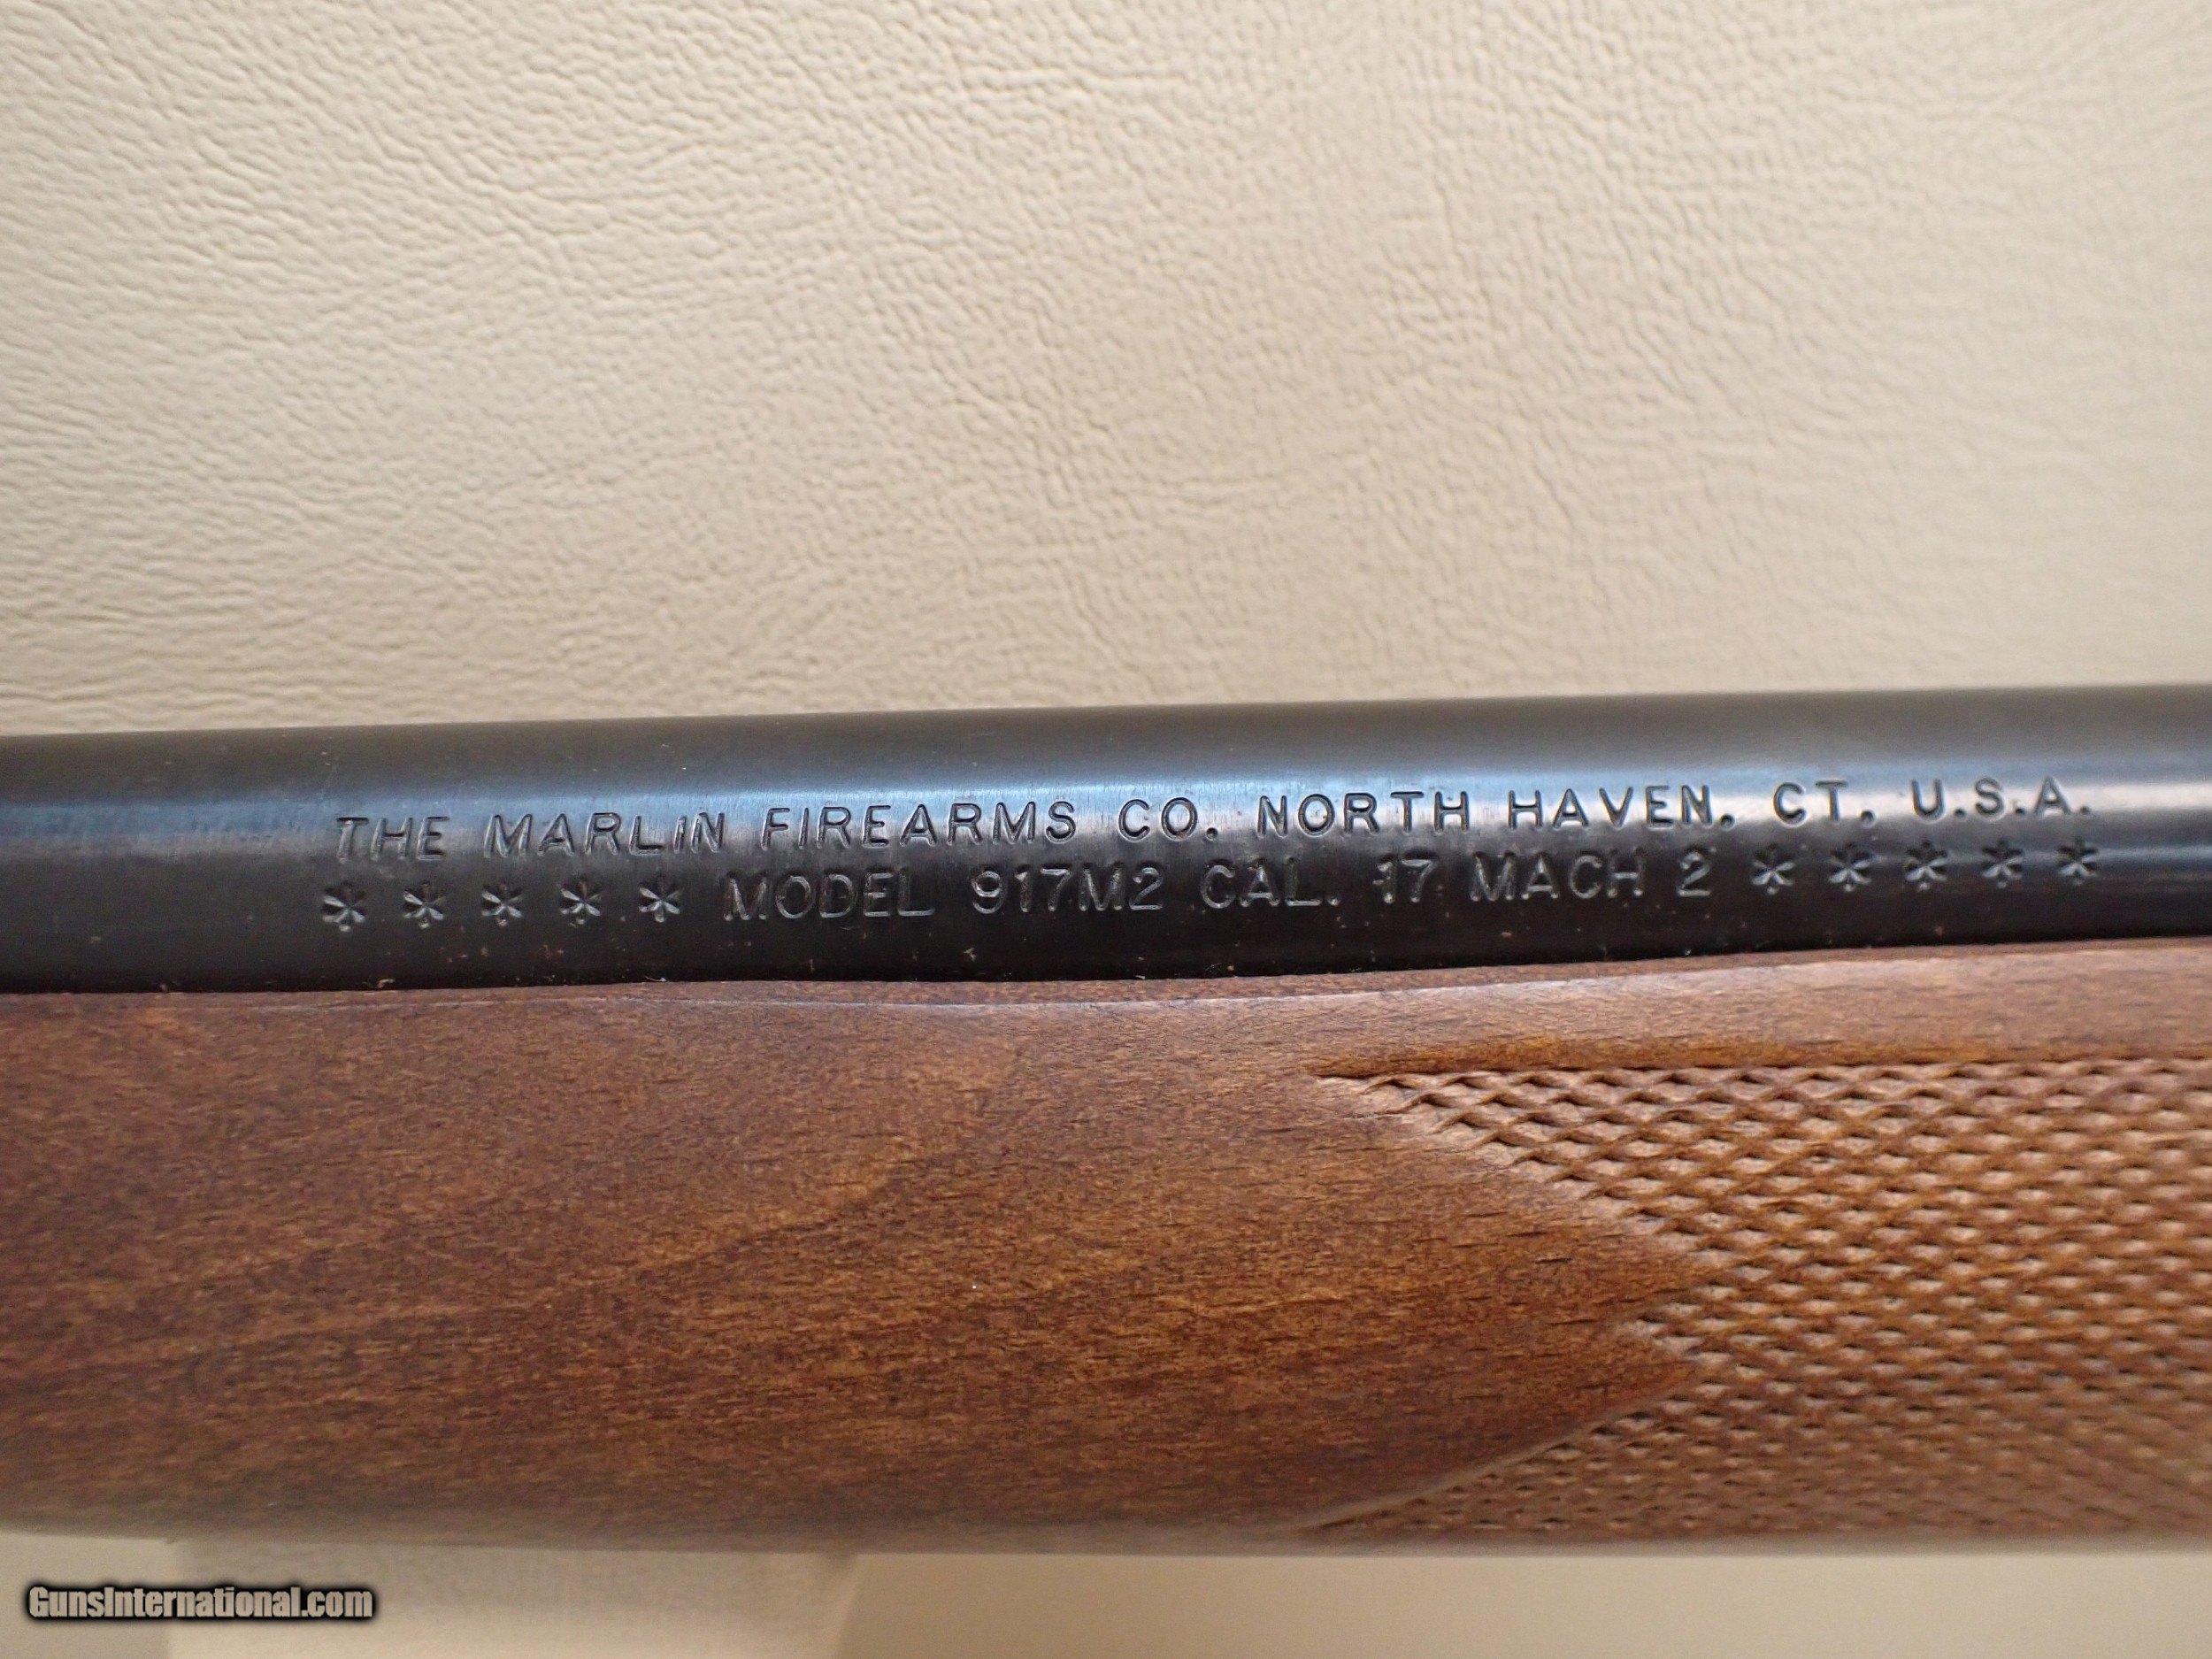 THE MARLIN FIREARMS CO. NORTH HAVEN, CT. U.S.A.
* * * * * MODEL 917M2 CAL. 17 MACH 2 * * * * *
GunsInternational.com